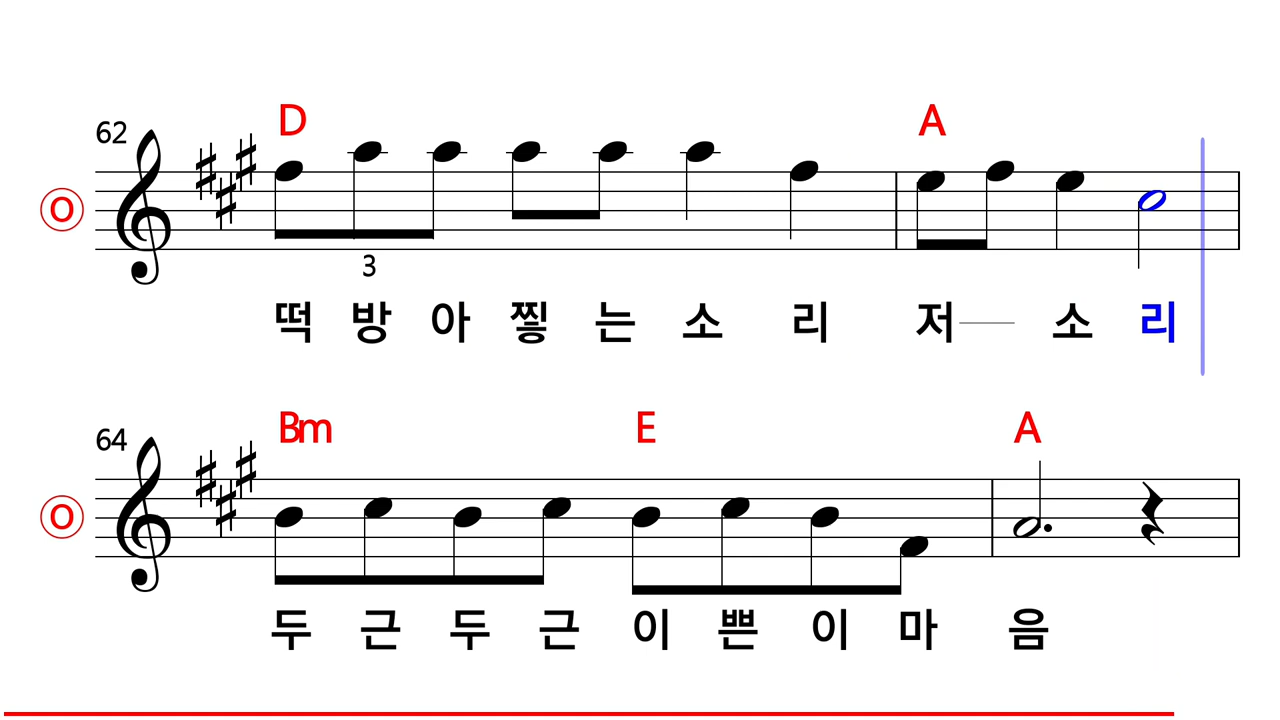 D A
62
O
3
떡 방 아 찧 는 소 리 저 소 리
Bm E A
64
O
두 근 두 근 이 쁜 이 마 음